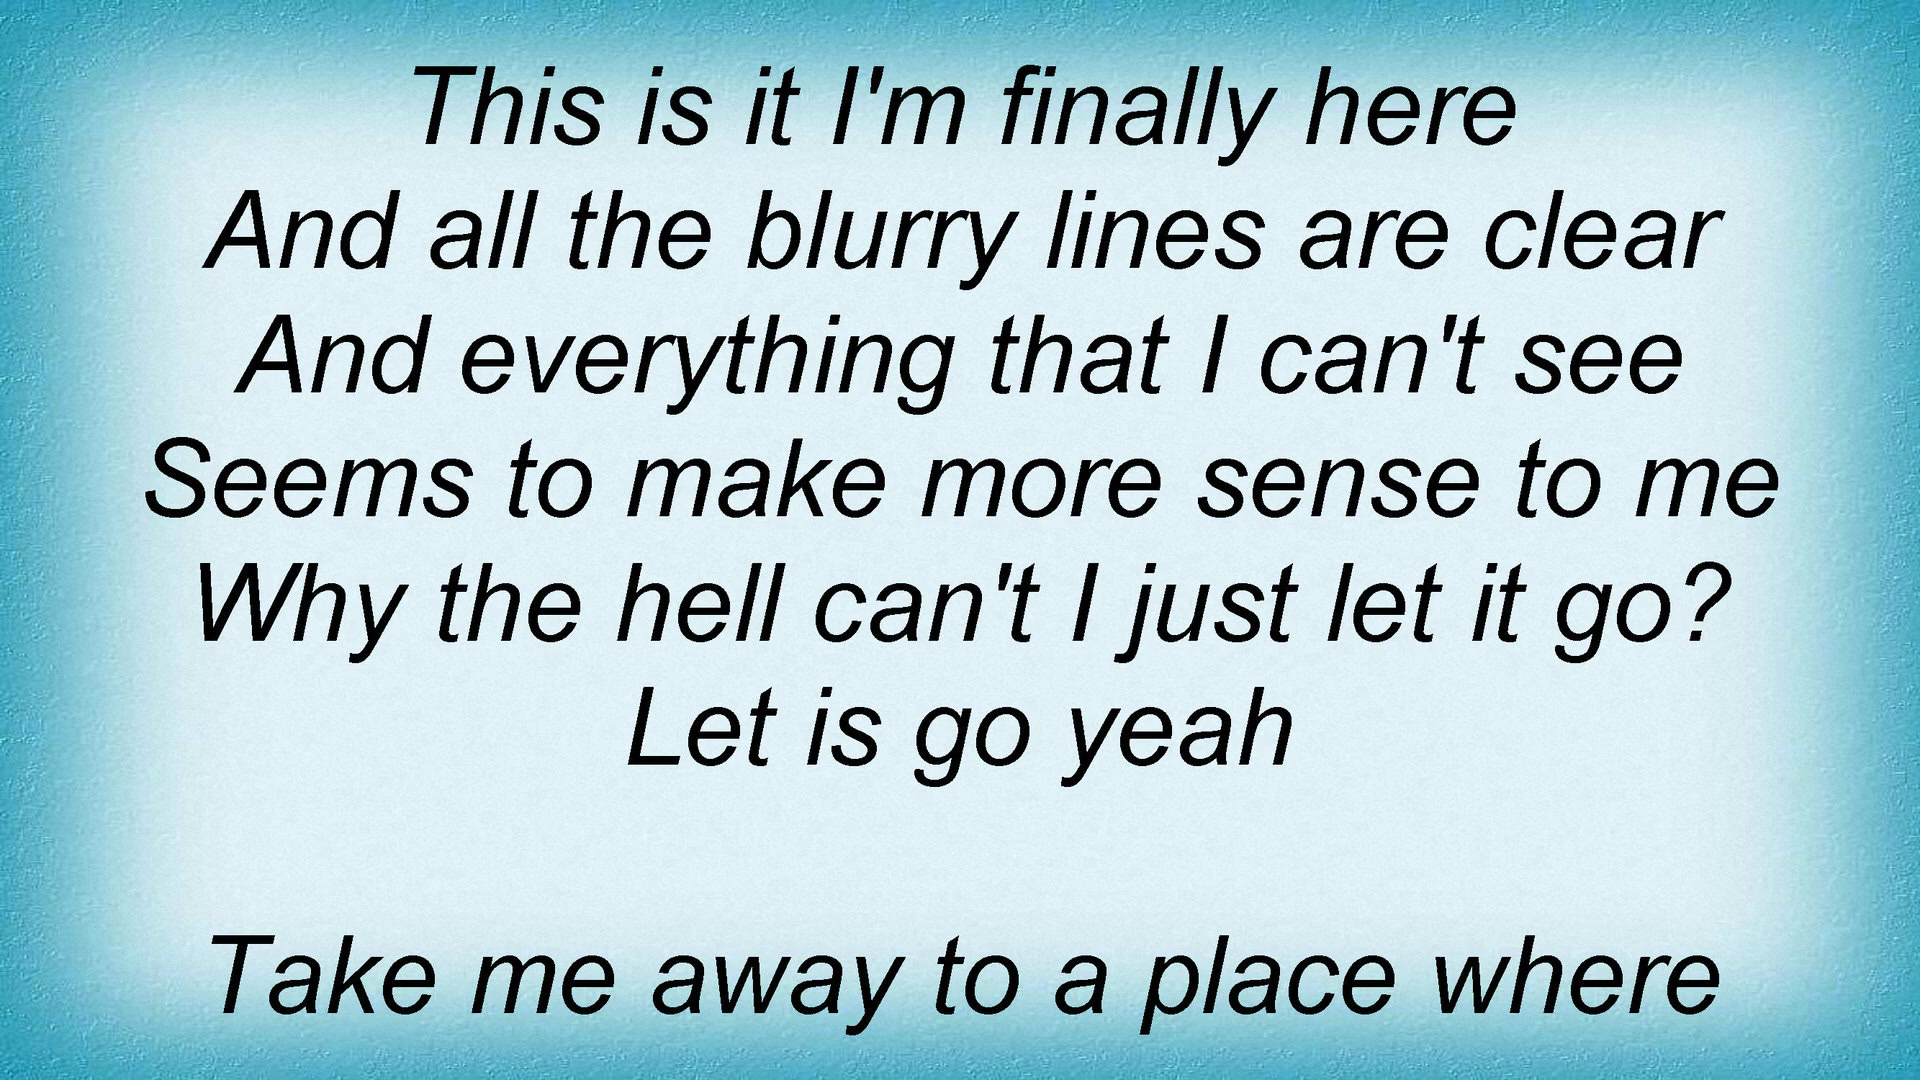 This is it I'm finally here
And all the blurry lines are clear
And everything that I can't see
Seems to make more sense to me
Why the hell can't I just let it go?
Let is go yeah
Take me away to a place where